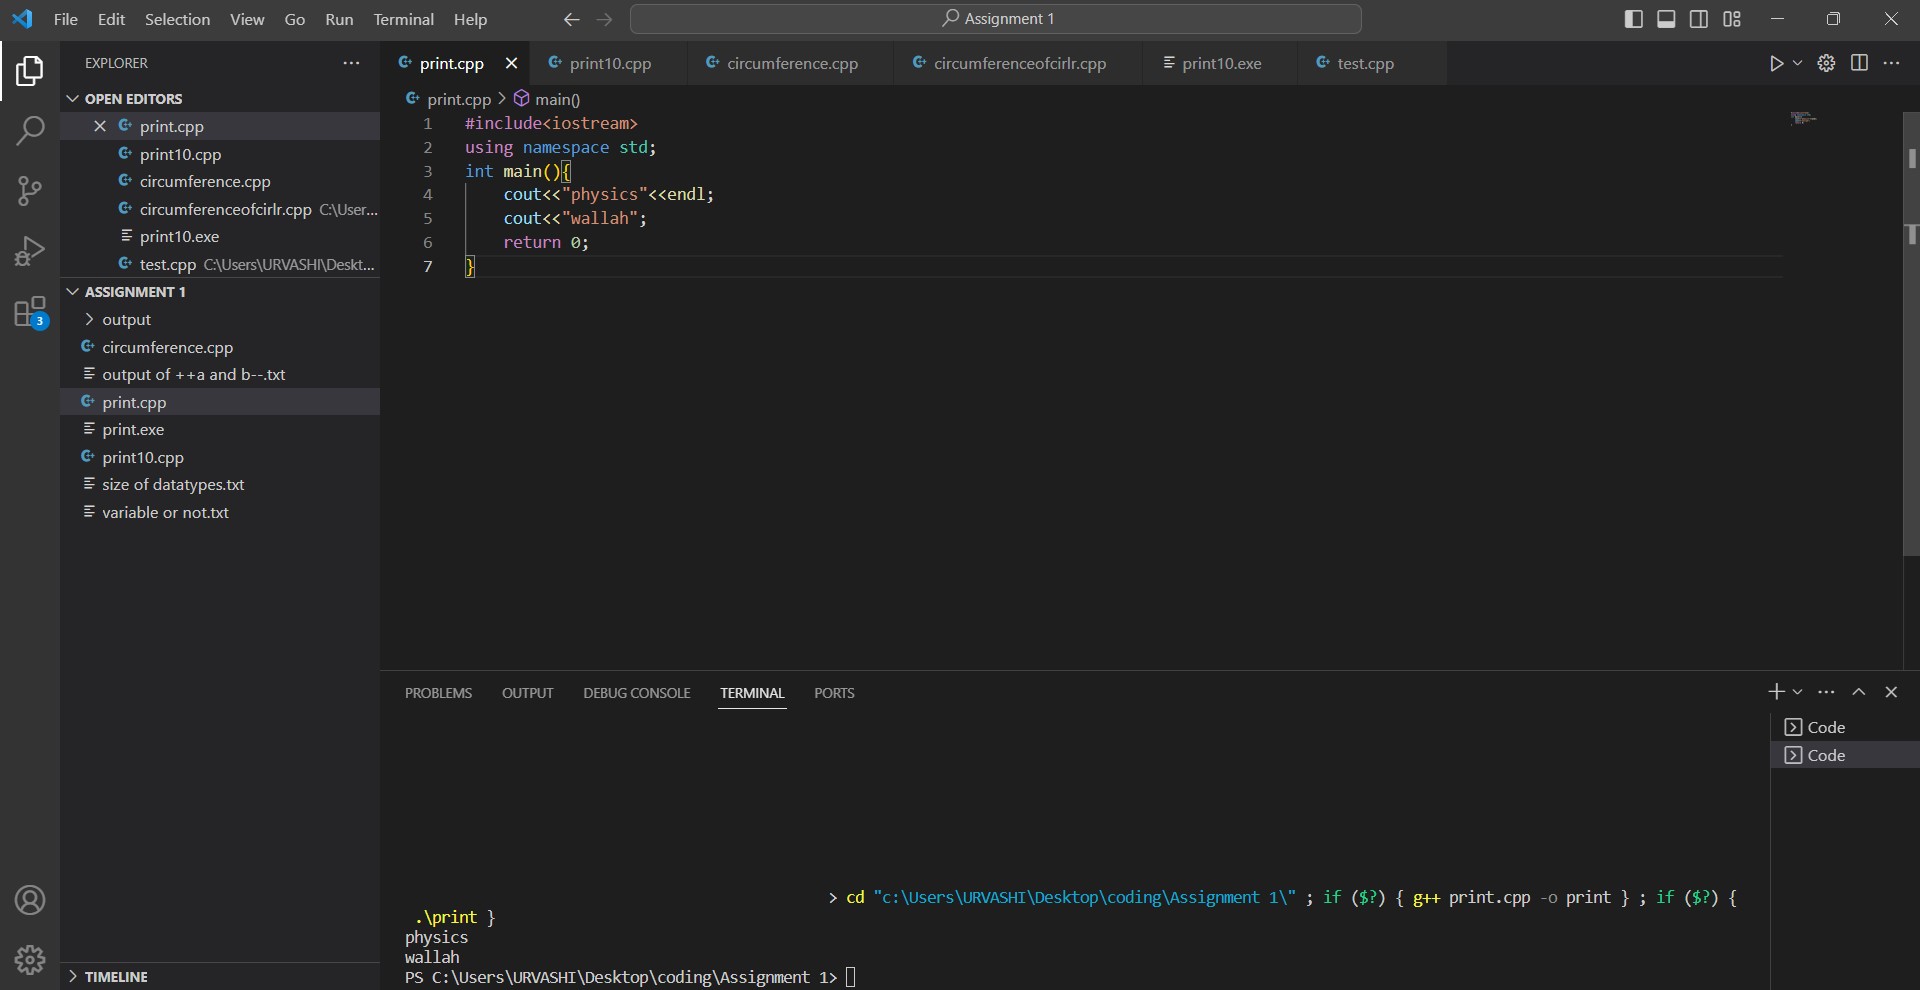 File Edit Selection View Go Run Terminal Help
Assignment 1
EXPLORER
OPEN EDITORS
print.cpp
print10.cpp
circumference.cpp
circumferenceofcirlr.cpp C:\User...
print10.exe
test.cpp C:\Users\URVASHI\Deskt...
ASSIGNMENT 1
output
circumference.cpp
output of ++a and b--.txt
print.cpp
print.exe
print10.cpp
size of datatypes.txt
variable or not.txt
TIMELINE
3
print.cpp print10.cpp circumference.cpp circumferenceofcirlr.cpp print10.exe test.cpp
print.cpp > main()
1 #include<iostream>
2 using namespace std;
3 int main(){
4 cout<<"physics"<<endl;
5 cout<<"wallah";
6 return 0;
7 }
PROBLEMS OUTPUT DEBUG CONSOLE TERMINAL PORTS
Code
Code
> cd "c:\Users\URVASHI\Desktop\coding\Assignment 1\" ; if ($?) { g++ print.cpp -o print } ; if ($?) {
.\print }
physics
wallah
PS C:\Users\URVASHI\Desktop\coding\Assignment 1>